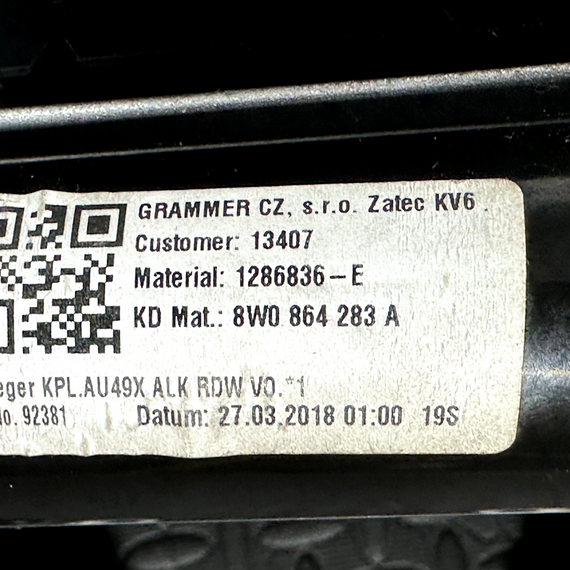 GRAMMER CZ, s.r.o. Zatec KV6
Customer: 13407
Material: 1286836-E
KD Mat.: 8W0 864 283 A
eger KPL.AU49X ALK RDW VO.*1
No. 92381 Datum: 27.03.2018 01:00 19S